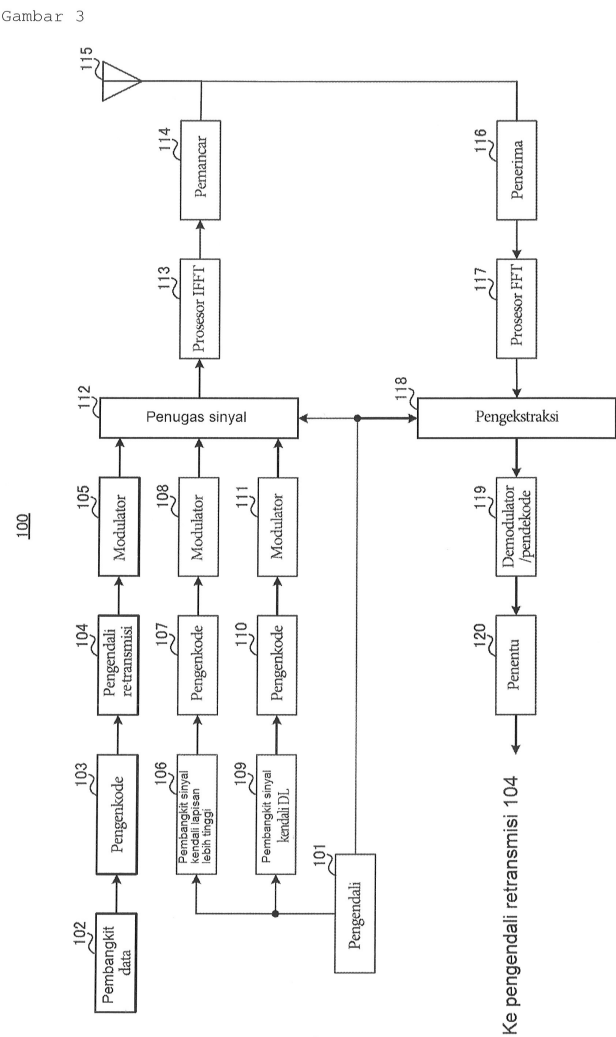 Gambar 3
100
102
Pembangkit
data
103
Pengenkode
104
Pengendali
re-transmisi
105
Modulator
106
Pembangkit sinyal
kendali lapisan
lebih tinggi
107
Pengenkode
108
Modulator
109
Pembangkit sinyal
kendali DL
110
Pengenkode
111
Modulator
101
Pengendali
112
Penugas sinyal
113
Prosesor IFFT
114
Pemancar
115
116
Penerima
117
Prosesor FFT
118
Pengekstraksi
119
Demodulator
/pendekode
120
Penentu
Ke pengendali retransmisi 104